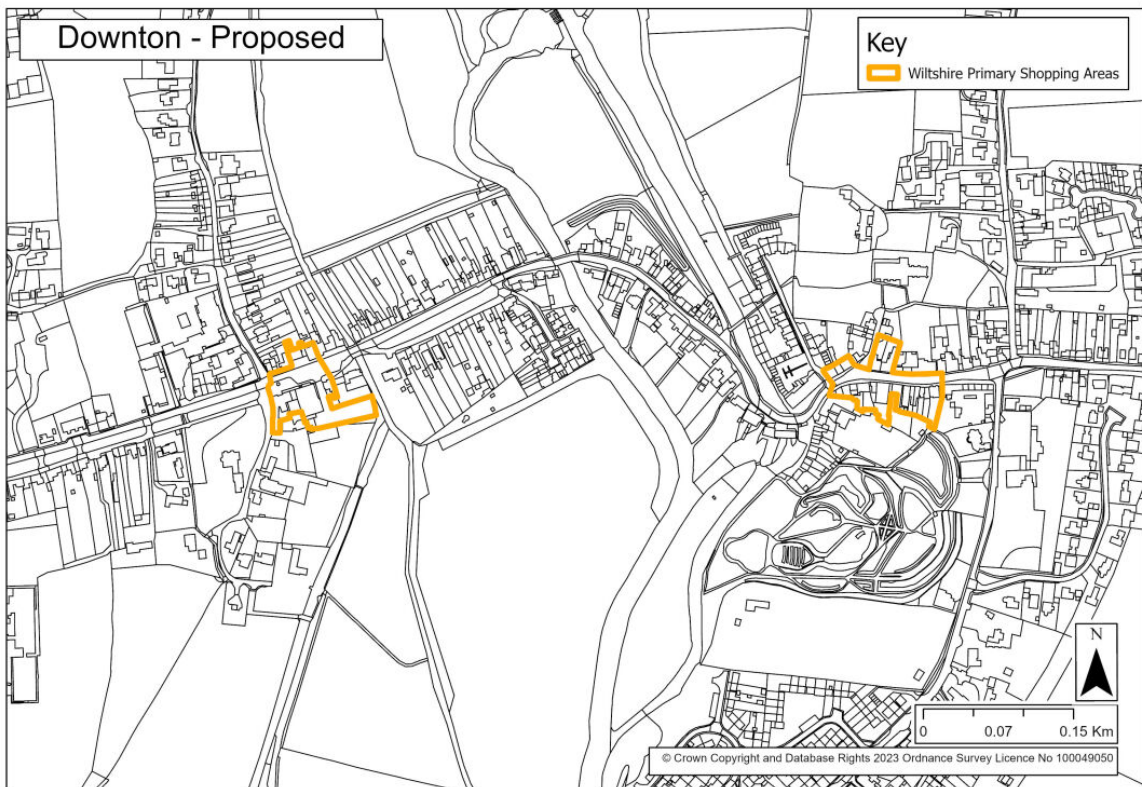 Downton - Proposed
Key
Wiltshire Primary Shopping Areas
N
0 0.07 0.15 Km
© Crown Copyright and Database Rights 2023 Ordnance Survey Licence No 100049050